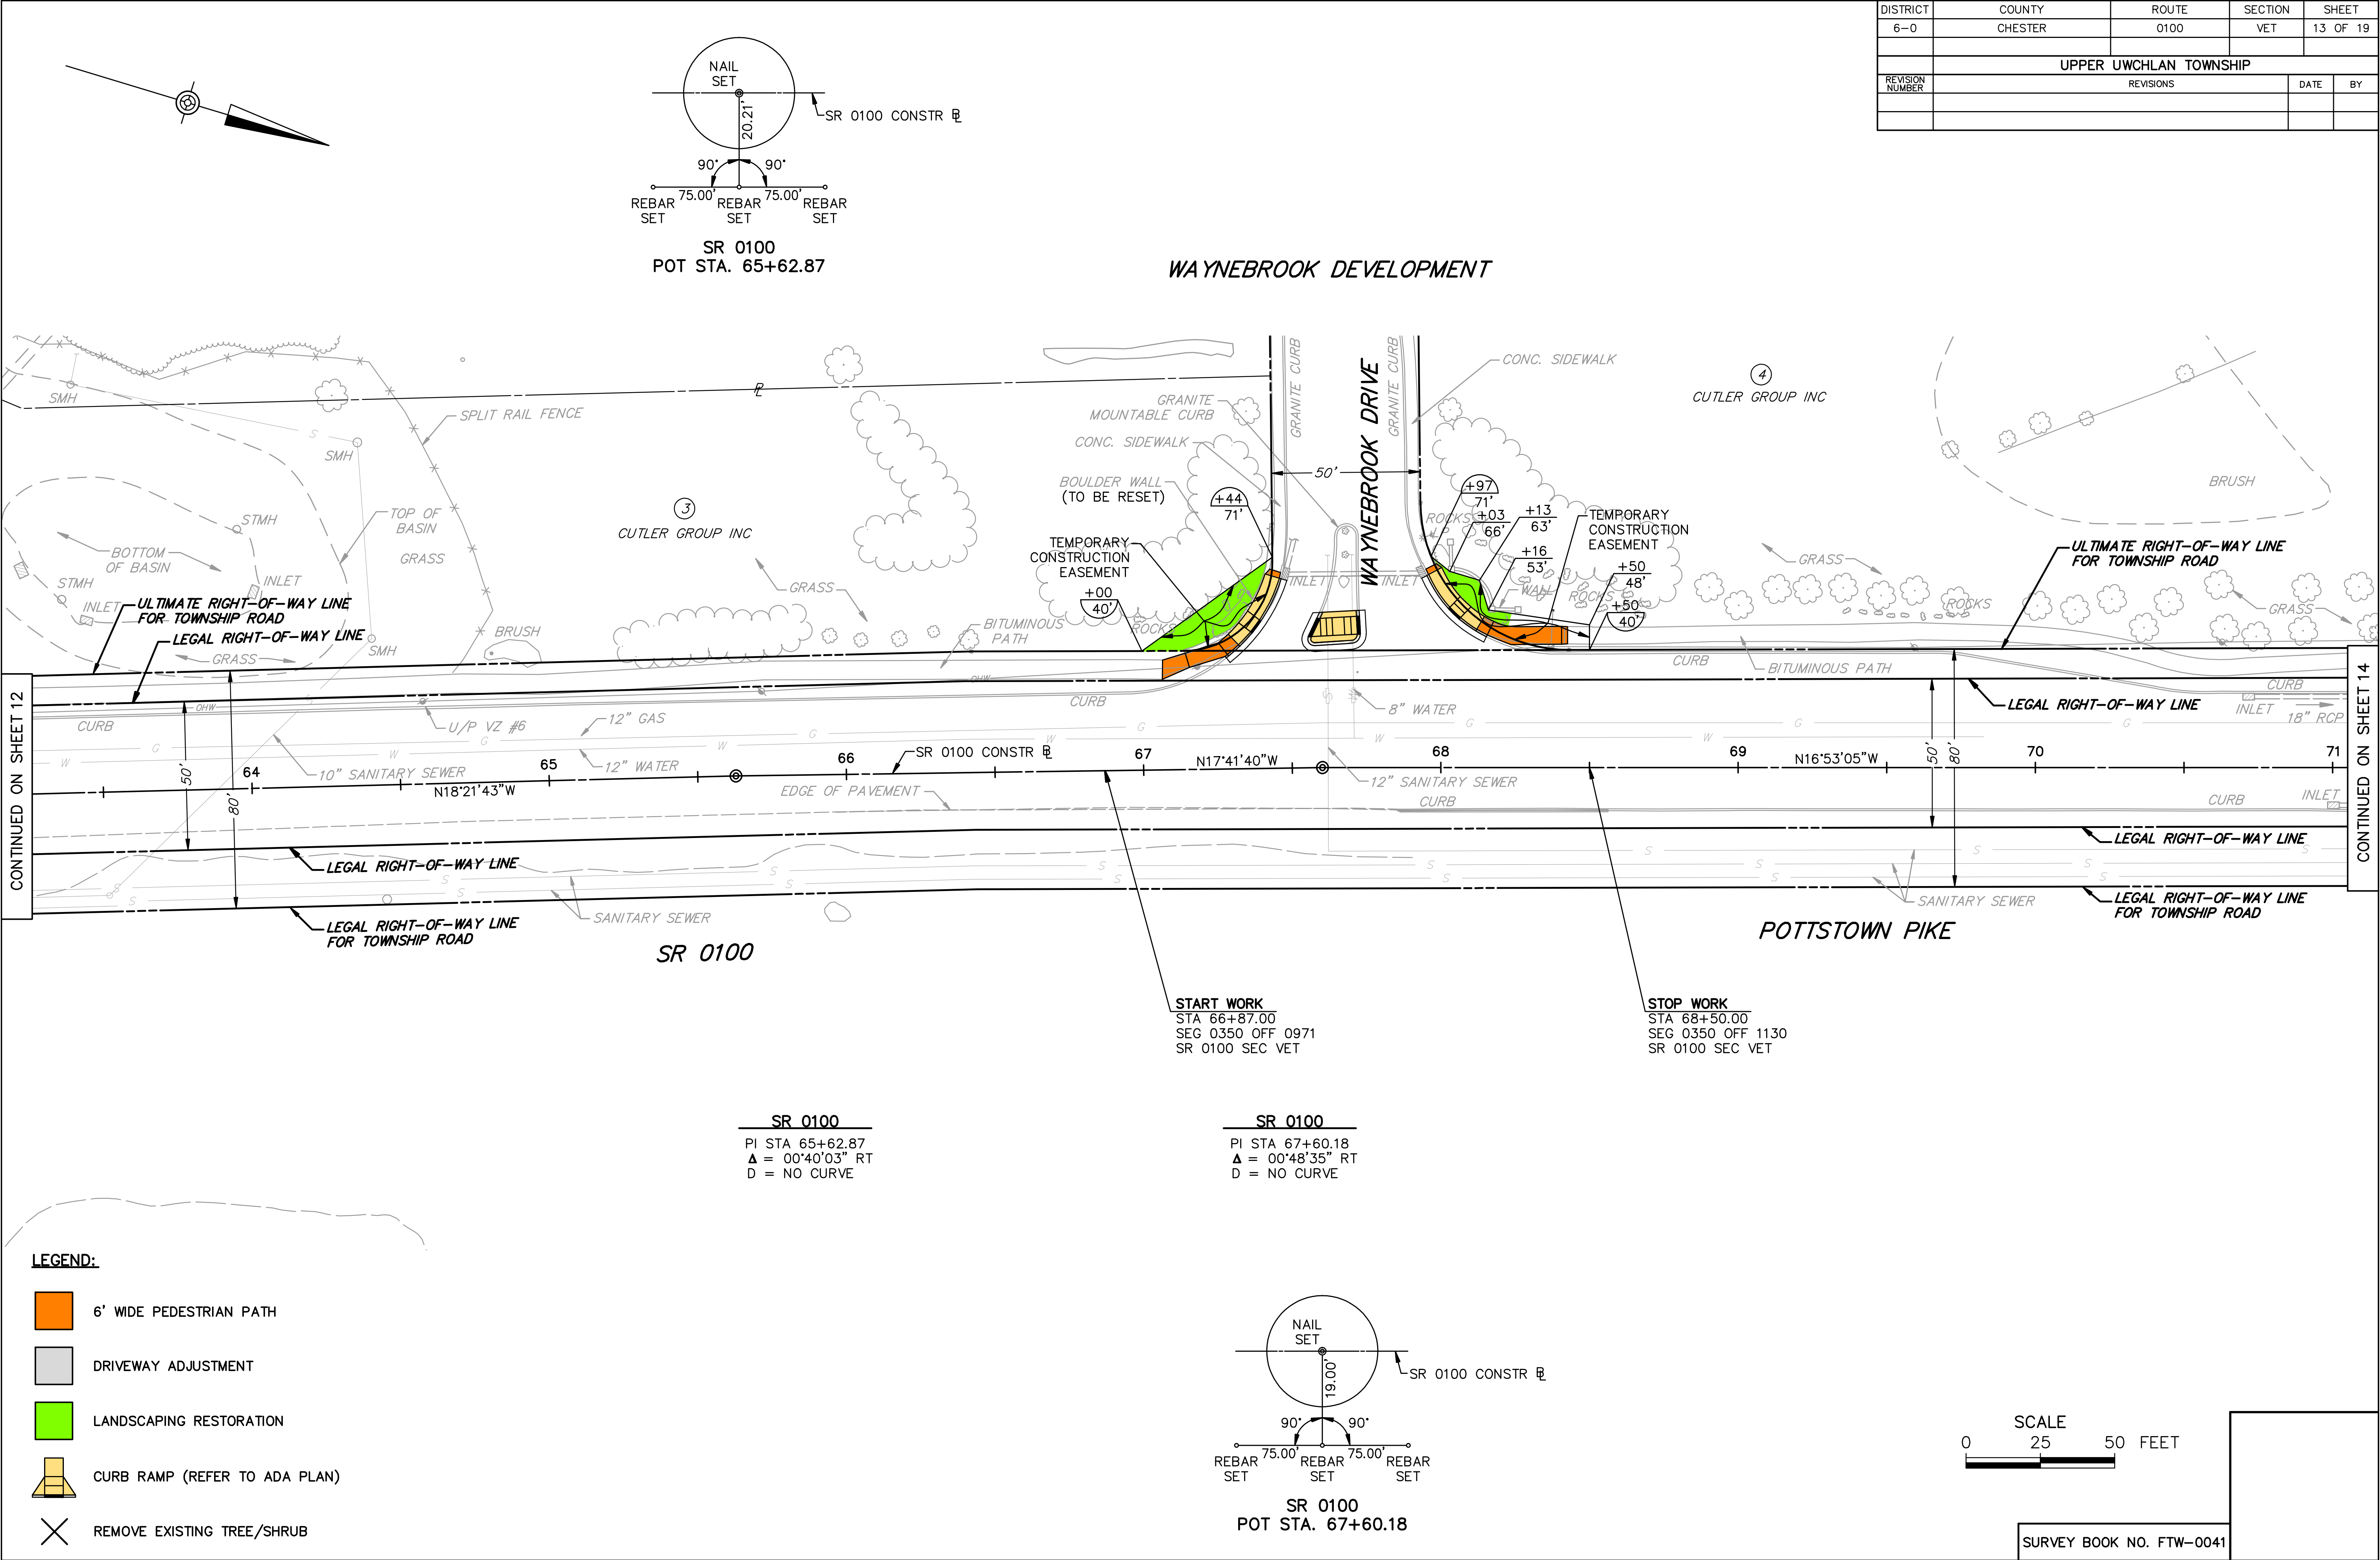 DISTRICT COUNTY ROUTE SECTION SHEET
6-0 CHESTER 0100 VET 13 OF 19
UPPER UWCHLAN TOWNSHIP
REVISION NUMBER REVISIONS DATE BY
NAIL
SET
20.21'
SR 0100 CONSTR
90° 90°
75.00' 75.00'
REBAR REBAR REBAR
SET SET SET
SR 0100
POT STA. 65+62.87
WAYNEBROOK DEVELOPMENT
SMH
S
SMH
SPLIT RAIL FENCE
TOP OF
BASIN
GRASS
STMH
BOTTOM
OF BASIN
STMH
INLET
INLET
ULTIMATE RIGHT-OF-WAY LINE
FOR TOWNSHIP ROAD
LEGAL RIGHT-OF-WAY LINE
GRASS
SMH
BRUSH
3
CUTLER GROUP INC
GRASS
BITUMINOUS
PATH
GRANITE
MOUNTABLE CURB
CONC. SIDEWALK
BOULDER WALL
(TO BE RESET)
+44
71'
TEMPORARY
CONSTRUCTION
EASEMENT
+00
40'
ROCKS
GRANITE CURB
WAYNEBROOK DRIVE
GRANITE CURB
50'
INLET
INLET
CONC. SIDEWALK
4
CUTLER GROUP INC
BRUSH
+97
71'
ROCKS
+03
66'
+13
63'
+16
53'
TEMPORARY
CONSTRUCTION
EASEMENT
+50
48'
+50
40'
WALL
ROCKS
GRASS
ULTIMATE RIGHT-OF-WAY LINE
FOR TOWNSHIP ROAD
ROCKS
GRASS
CURB
BITUMINOUS PATH
LEGAL RIGHT-OF-WAY LINE
CURB
INLET
18" RCP
CONTINUED ON SHEET 12
CONTINUED ON SHEET 14
OHW
OHW
CURB
U/P VZ #6
12" GAS
CURB
8" WATER
G G G G G G G
W W W W W W
S
W
10" SANITARY SEWER
12" WATER
SR 0100 CONSTR
64 65 66 67 68 69 70 71
N18°21'43"W
N17°41'40"W
N16°53'05"W
EDGE OF PAVEMENT
12" SANITARY SEWER
CURB
CURB
INLET
50'
80'
50'
80'
LEGAL RIGHT-OF-WAY LINE
LEGAL RIGHT-OF-WAY LINE
S S S S S S S
S S S S S S S
SANITARY SEWER
SANITARY SEWER
LEGAL RIGHT-OF-WAY LINE
FOR TOWNSHIP ROAD
LEGAL RIGHT-OF-WAY LINE
FOR TOWNSHIP ROAD
SR 0100
POTTSTOWN PIKE
START WORK
STA 66+87.00
SEG 0350 OFF 0971
SR 0100 SEC VET
STOP WORK
STA 68+50.00
SEG 0350 OFF 1130
SR 0100 SEC VET
SR 0100
PI STA 65+62.87
Δ = 00°40'03" RT
D = NO CURVE
SR 0100
PI STA 67+60.18
Δ = 00°48'35" RT
D = NO CURVE
LEGEND:
6' WIDE PEDESTRIAN PATH
DRIVEWAY ADJUSTMENT
LANDSCAPING RESTORATION
CURB RAMP (REFER TO ADA PLAN)
REMOVE EXISTING TREE/SHRUB
NAIL
SET
19.00'
SR 0100 CONSTR
90° 90°
75.00' 75.00'
REBAR REBAR REBAR
SET SET SET
SR 0100
POT STA. 67+60.18
SCALE
0 25 50 FEET
SURVEY BOOK NO. FTW-0041